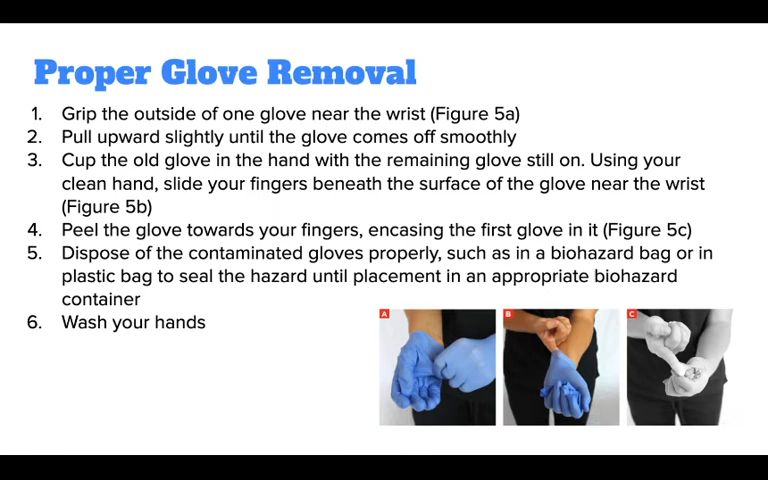 Proper Glove Removal
1. Grip the outside of one glove near the wrist (Figure 5a)
2. Pull upward slightly until the glove comes off smoothly
3. Cup the old glove in the hand with the remaining glove still on. Using your
clean hand, slide your fingers beneath the surface of the glove near the wrist
(Figure 5b)
4. Peel the glove towards your fingers, encasing the first glove in it (Figure 5c)
5. Dispose of the contaminated gloves properly, such as in a biohazard bag or in
plastic bag to seal the hazard until placement in an appropriate biohazard
container
6. Wash your hands
A B C